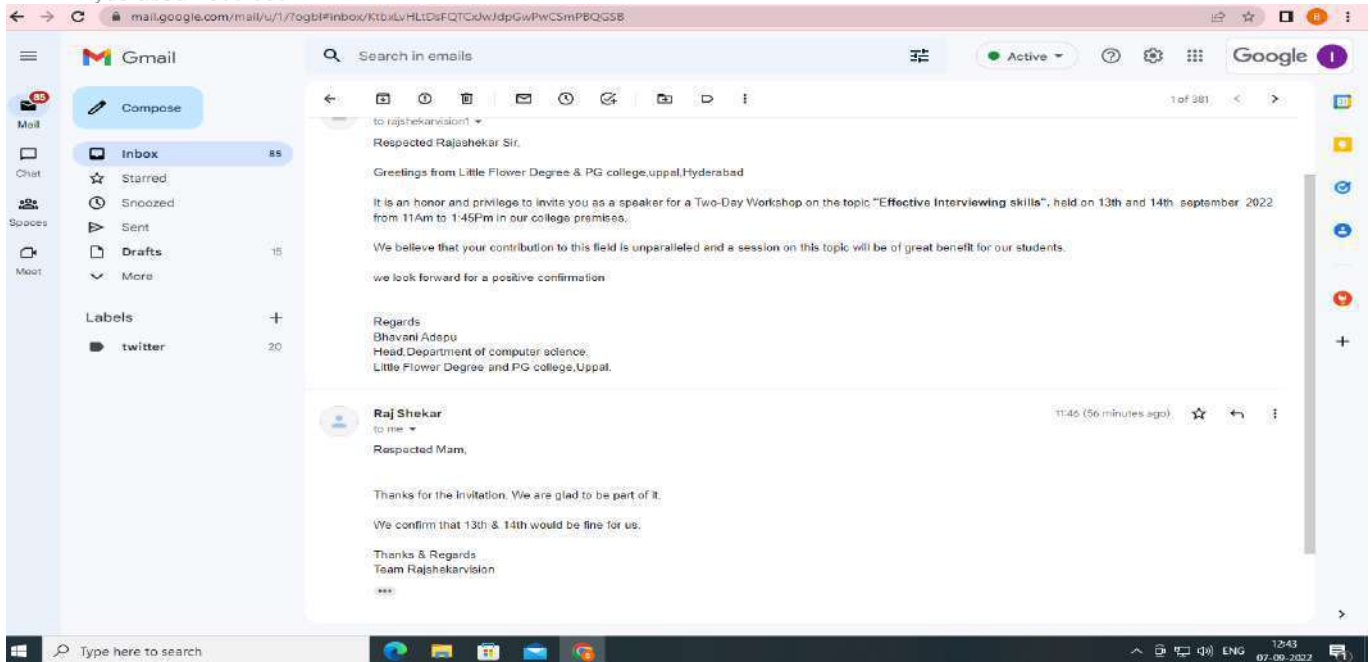 mail.google.com/mail/u/1/?ogbl#inbox/
Gmail
Search in emails
Active
Google
I
B
85
Mail
Compose
1 of 381
Inbox 85
Chat
Starred
Snoozed
Spaces
Sent
Drafts 15
Meet
More
Labels
twitter 20
to rajshekarvision1
Respected Rajashekar Sir,
Greetings from Little Flower Degree & PG college,uppal,Hyderabad
It is an honor and privilege to invite you as a speaker for a Two-Day Workshop on the topic "Effective Interviewing skills", held on 13th and 14th september 2022
from 11Am to 1:45Pm in our college premises.
We believe that your contribution to this field is unparalleled and a session on this topic will be of great benefit for our students.
we look forward for a positive confirmation
Regards
Bhavani Adepu
Head,Department of computer science,
Little Flower Degree and PG college,Uppal.
Raj Shekar
11:46 (56 minutes ago)
to me
Respected Mam,
Thanks for the invitation. We are glad to be part of it.
We confirm that 13th & 14th would be fine for us.
Thanks & Regards
Team Rajshekarvision
Type here to search
ENG
12:43
07-09-2022